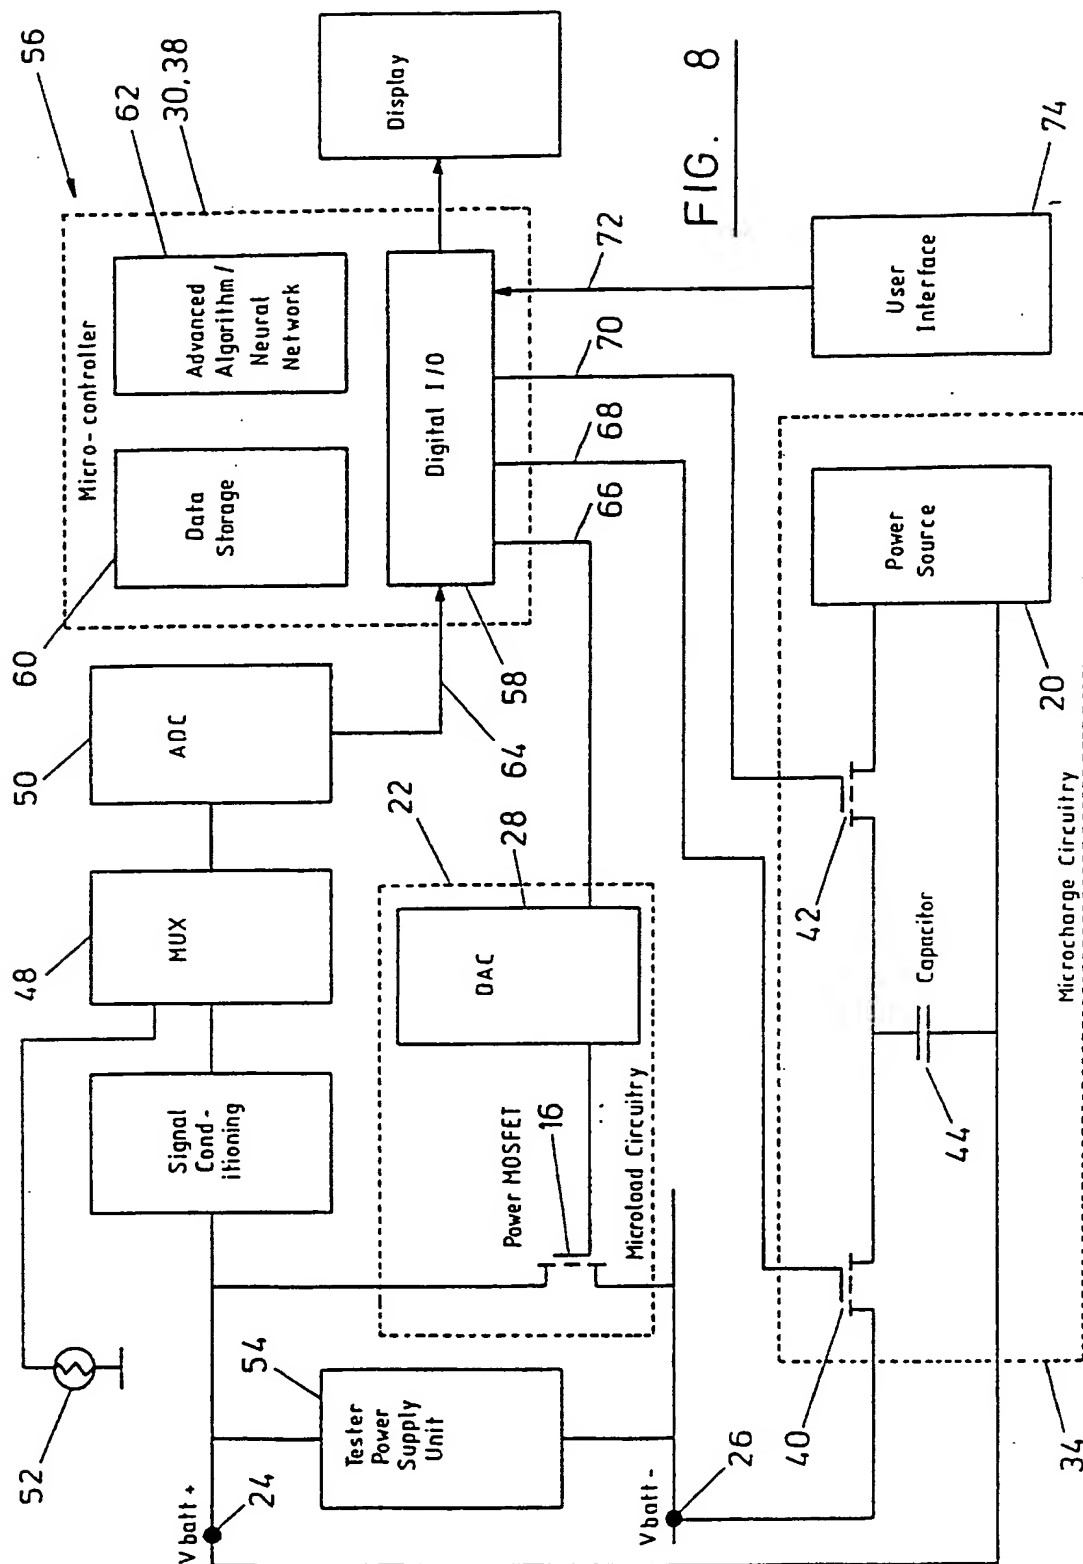 56
30,38
62
60
50
48
52
Micro-controller
Advanced
Algorithm/
Neural
Network
Data
Storage
Digital I/O
Display
ADC
MUX
Signal
Cond-
itioning
58
64
66
68
70
72
22
28
DAC
Power MOSFET
16
Microload Circuitry
54
Tester
Power
Supply
Unit
Vbatt+
24
Vbatt-
26
FIG. 8
User
Interface
74
Power
Source
20
42
Capacitor
44
40
34
Microcharge Circuitry